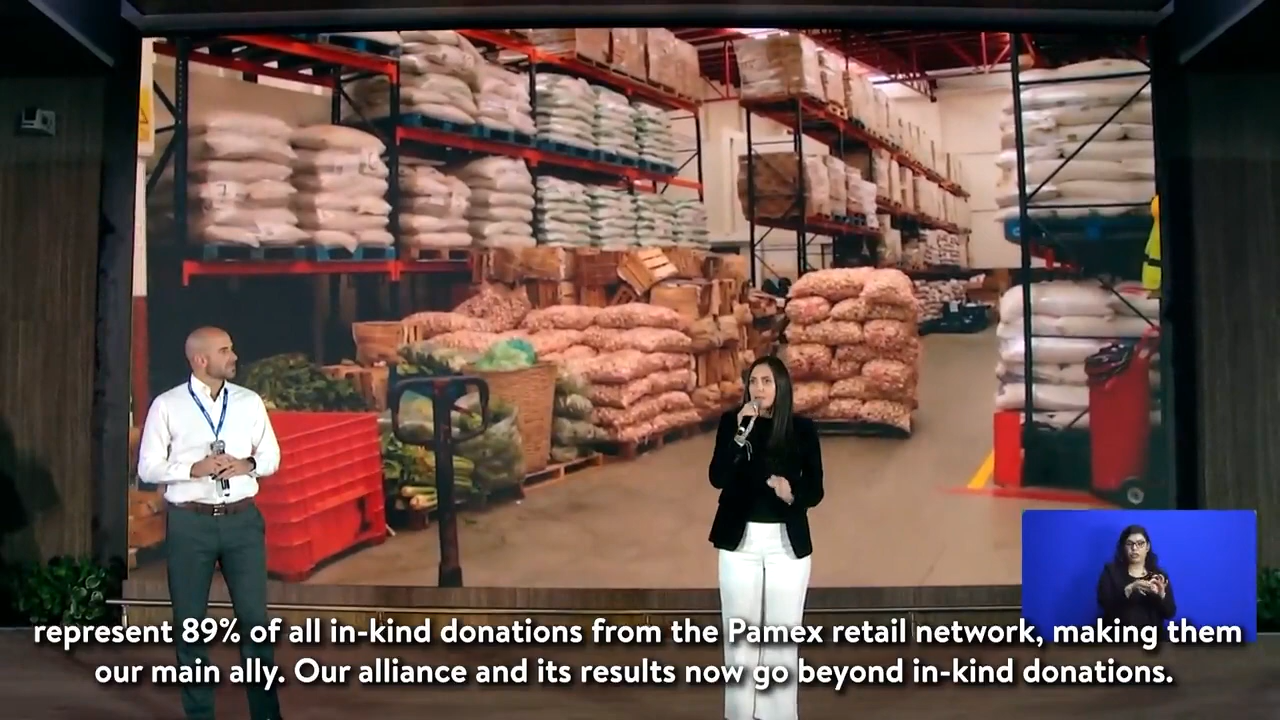 represent 89% of all in-kind donations from the Pamex retail network, making them
our main ally. Our alliance and its results now go beyond in-kind donations.